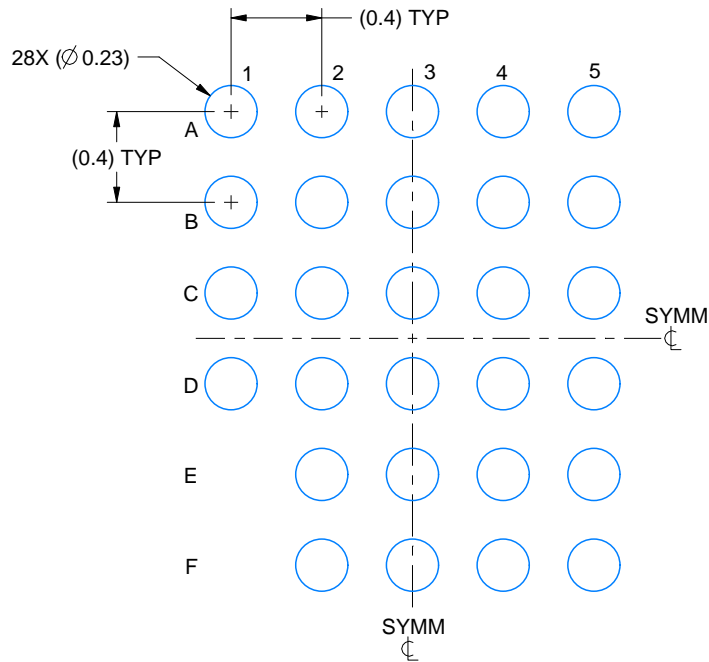 (0.4) TYP
28X (∅ 0.23)
1
2
3
4
5
A
(0.4) TYP
B
C
SYMM
℄
D
E
F
SYMM
℄